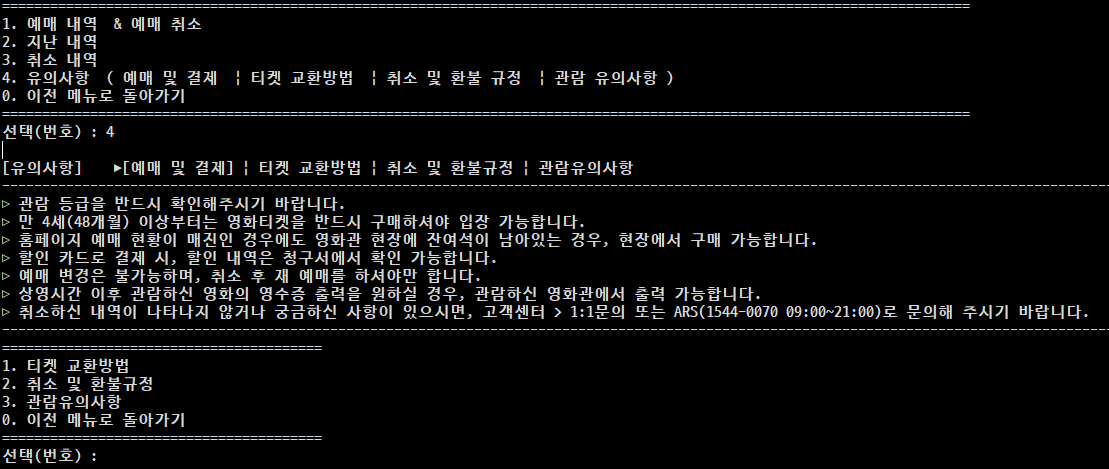 =========================================================================================================================
1. 예매 내역  & 예매 취소
2. 지난 내역
3. 취소 내역
4. 유의사항  ( 예매 및 결제  ¦ 티켓 교환방법  ¦ 취소 및 환불 규정  ¦ 관람 유의사항 )
0. 이전 메뉴로 돌아가기
=========================================================================================================================
선택(번호) : 4
[유의사항]    ▶[예매 및 결제] ¦ 티켓 교환방법 ¦ 취소 및 환불규정 ¦ 관람유의사항
-------------------------------------------------------------------------------------------------------------------------------------------
▷ 관람 등급을 반드시 확인해주시기 바랍니다.
▷ 만 4세(48개월) 이상부터는 영화티켓을 반드시 구매하셔야 입장 가능합니다.
▷ 홈페이지 예매 현황이 매진인 경우에도 영화관 현장에 잔여석이 남아있는 경우, 현장에서 구매 가능합니다.
▷ 할인 카드로 결제 시, 할인 내역은 청구서에서 확인 가능합니다.
▷ 예매 변경은 불가능하며, 취소 후 재 예매를 하셔야만 합니다.
▷ 상영시간 이후 관람하신 영화의 영수증 출력을 원하실 경우, 관람하신 영화관에서 출력 가능합니다.
▷ 취소하신 내역이 나타나지 않거나 궁금하신 사항이 있으시면, 고객센터 > 1:1문의 또는 ARS(1544-0070 09:00~21:00)로 문의해 주시기 바랍니다.
-------------------------------------------------------------------------------------------------------------------------------------------
========================================
1. 티켓 교환방법
2. 취소 및 환불규정
3. 관람유의사항
0. 이전 메뉴로 돌아가기
========================================
선택(번호) :